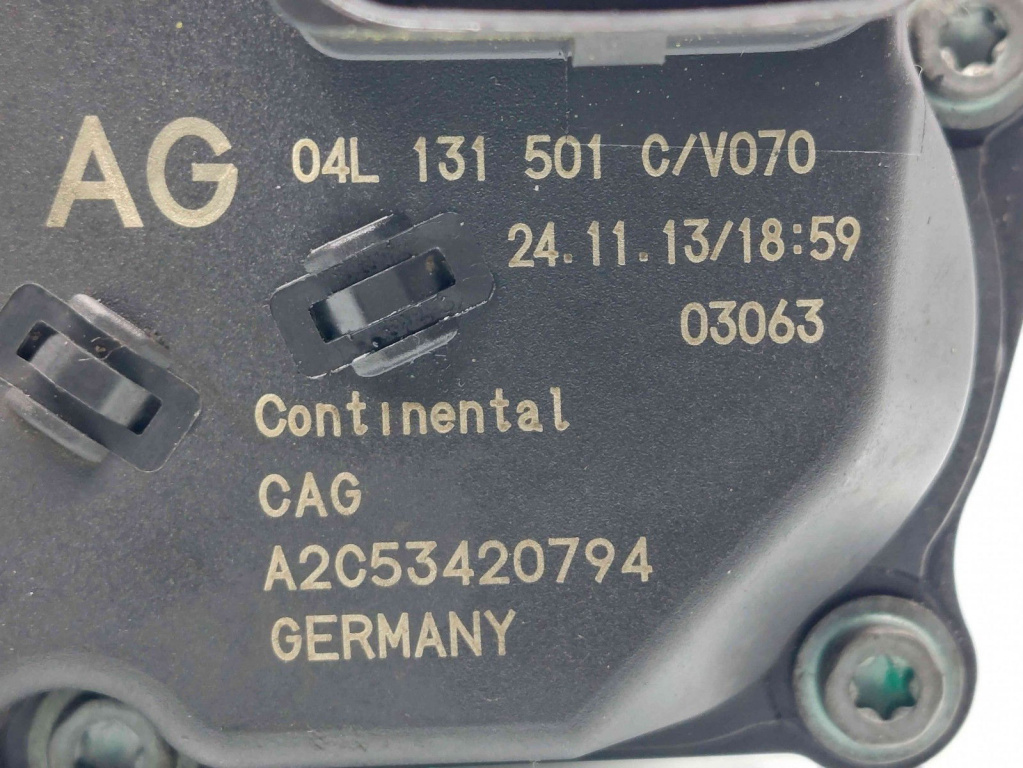 AG 04L 131 501 C/V070
24.11.13/18:59
03063
Continental
CAG
A2C53420794
GERMANY